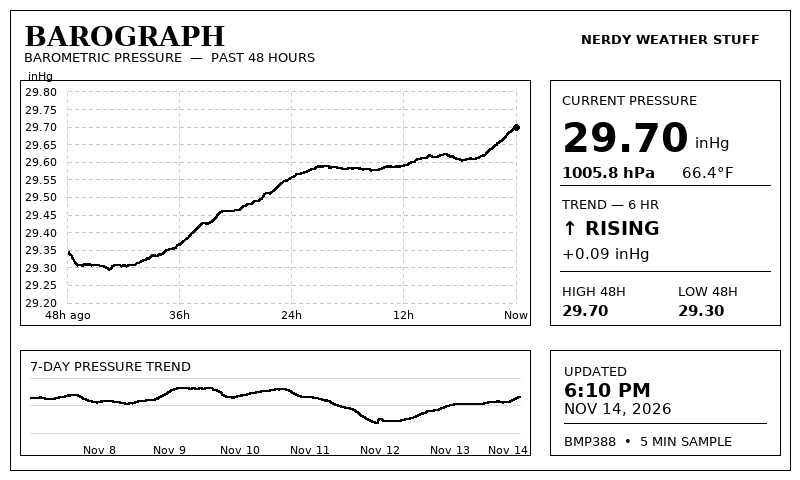 BAROGRAPH
BAROMETRIC PRESSURE — PAST 48 HOURS
NERDY WEATHER STUFF
inHg
29.80
29.75
29.70
29.65
29.60
29.55
29.50
29.45
29.40
29.35
29.30
29.25
29.20
48h ago 36h 24h 12h Now
CURRENT PRESSURE
29.70 inHg
1005.8 hPa 66.4°F
TREND — 6 HR
↑ RISING
+0.09 inHg
HIGH 48H LOW 48H
29.70 29.30
7-DAY PRESSURE TREND
Nov 8 Nov 9 Nov 10 Nov 11 Nov 12 Nov 13 Nov 14
UPDATED
6:10 PM
NOV 14, 2026
BMP388 • 5 MIN SAMPLE